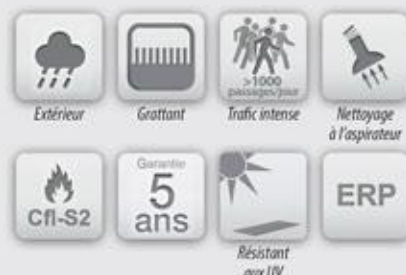 >1000
passages/jour
Extérieur
Grattant
Trafic intense
Nettoyage
à l'aspirateur
Cfl-S2
Garantie
5
ans
ERP
Résistant
aux UV